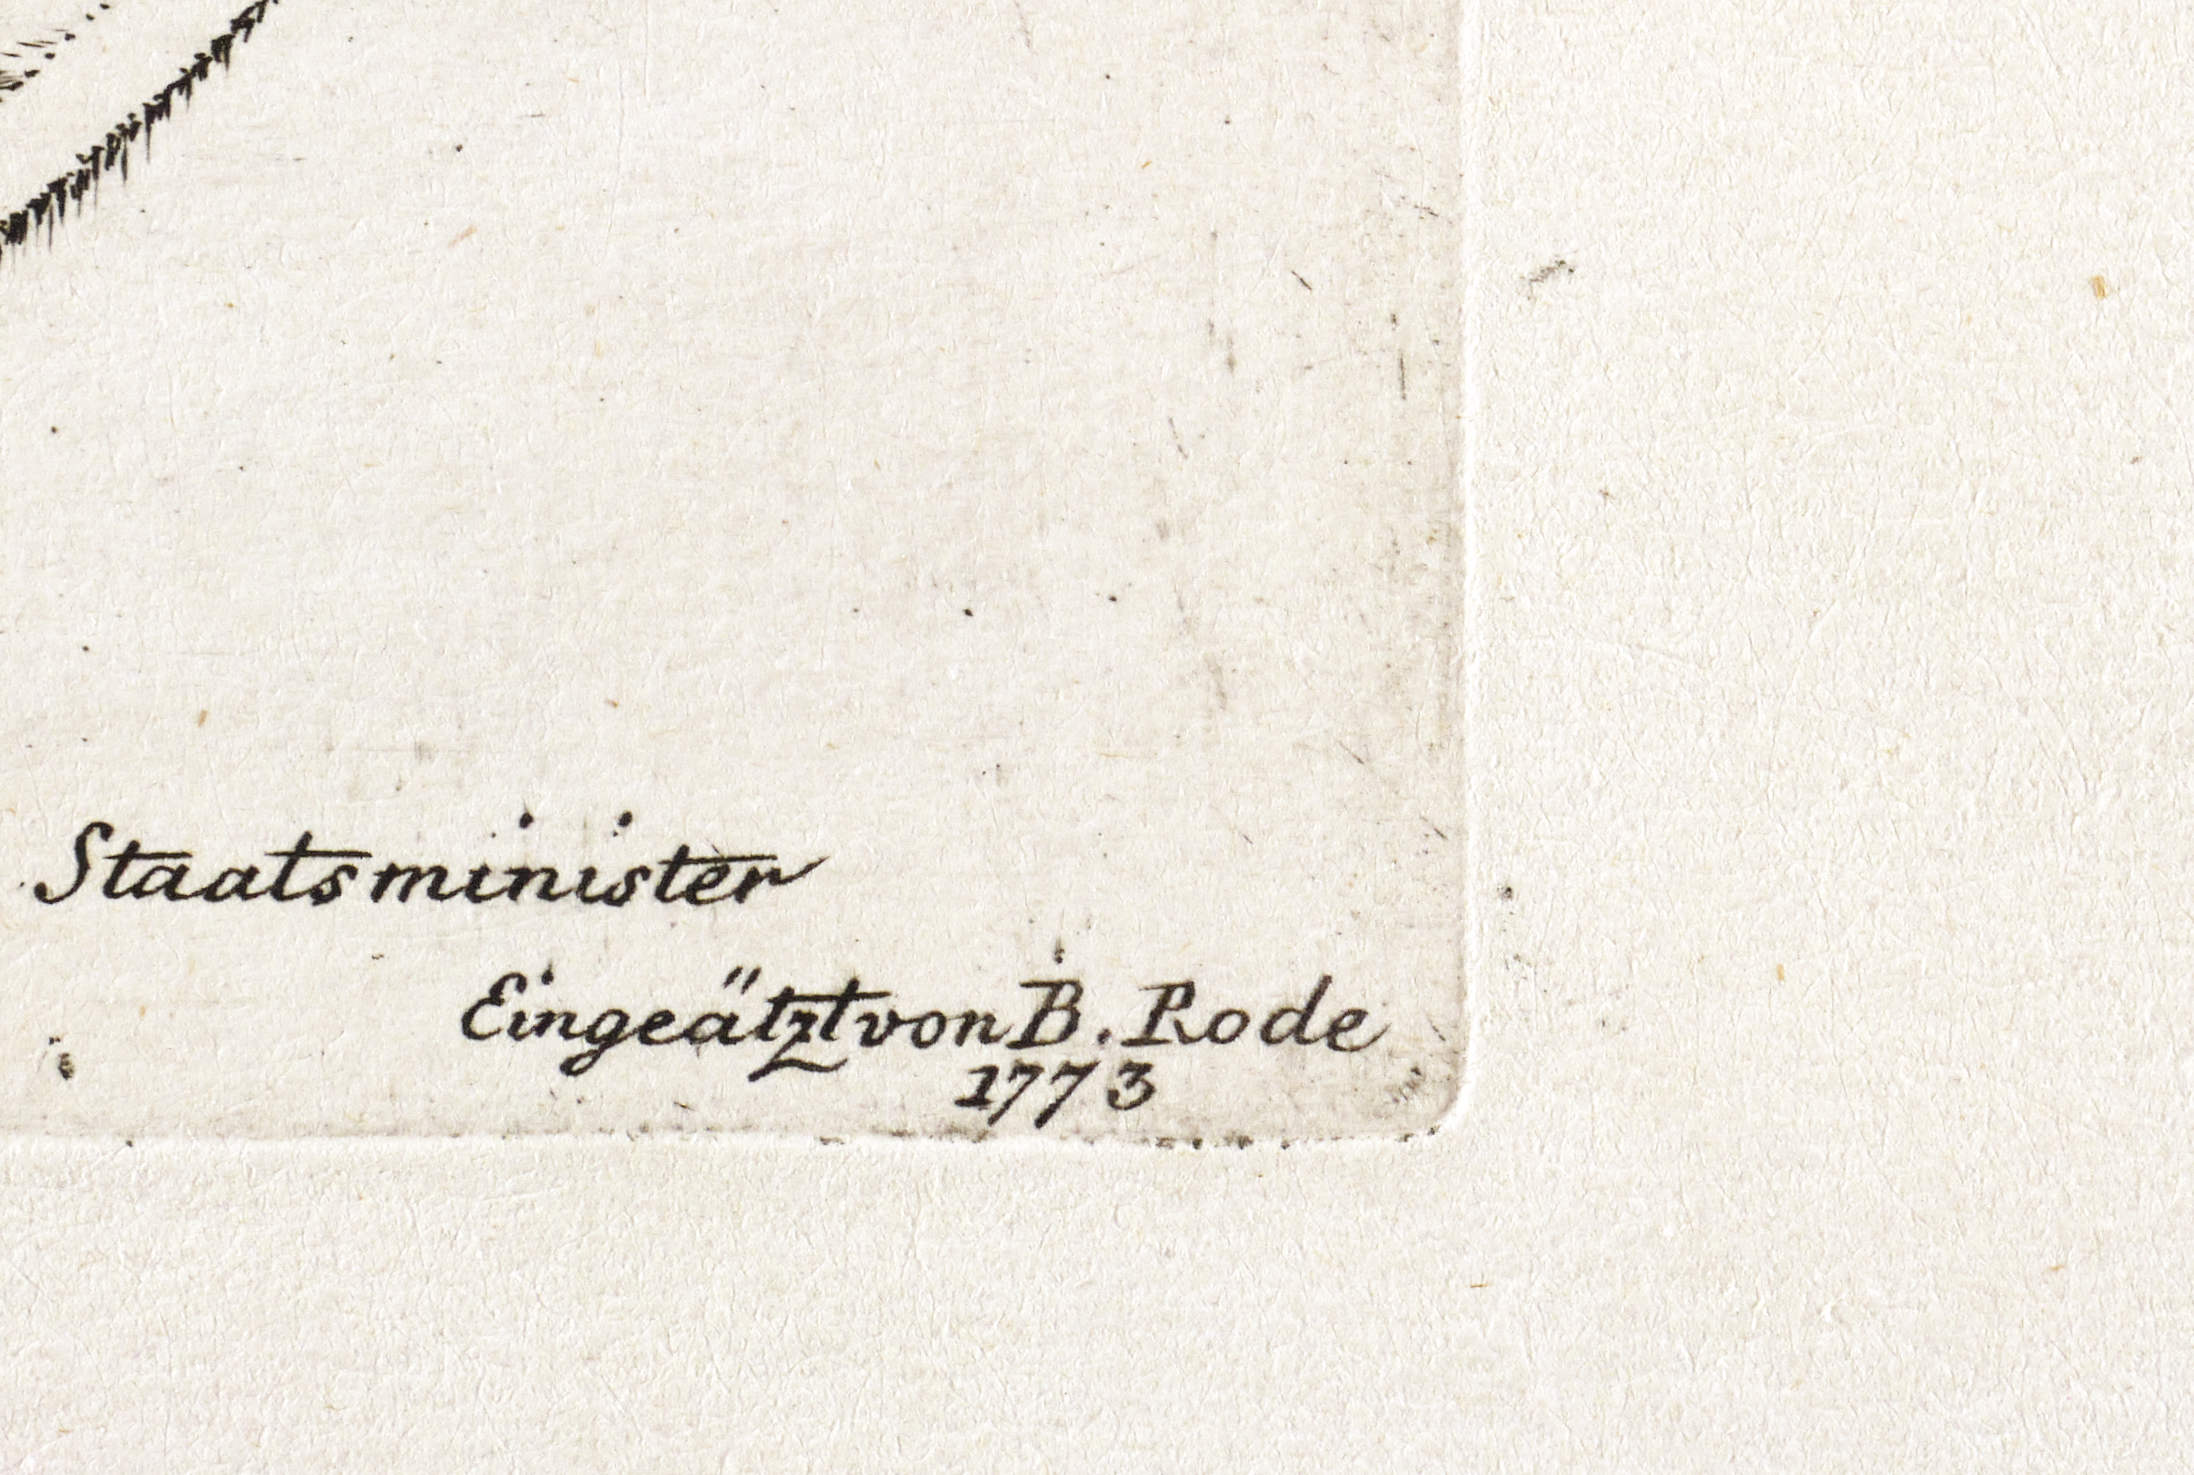 Staatsminister
Eingeätzt von B. Rode
1773